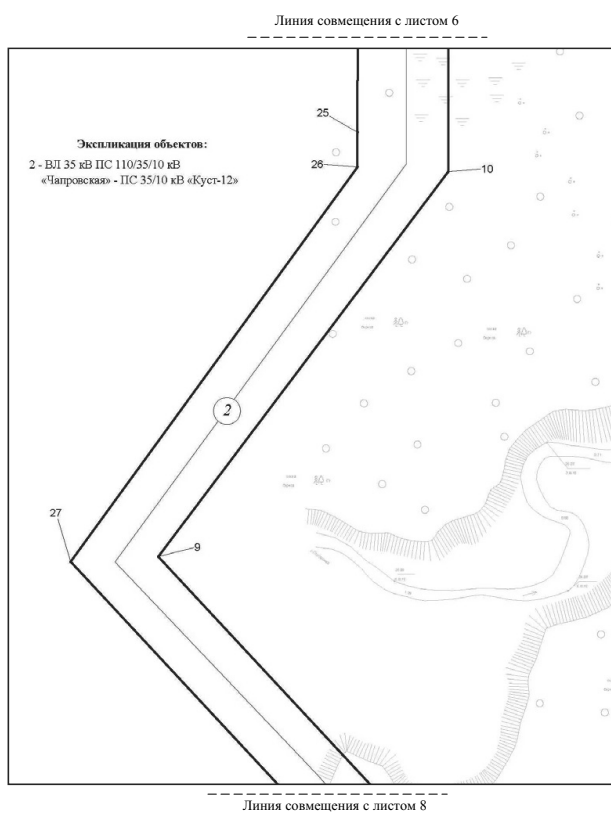 Линия совмещения с листом 6
25
Экспликация объектов:
26
10
2 - ВЛ 35 кВ ПС 110/35/10 кВ
«Чапровская» - ПС 35/10 кВ «Куст-12»
2
27
9
Линия совмещения с листом 8